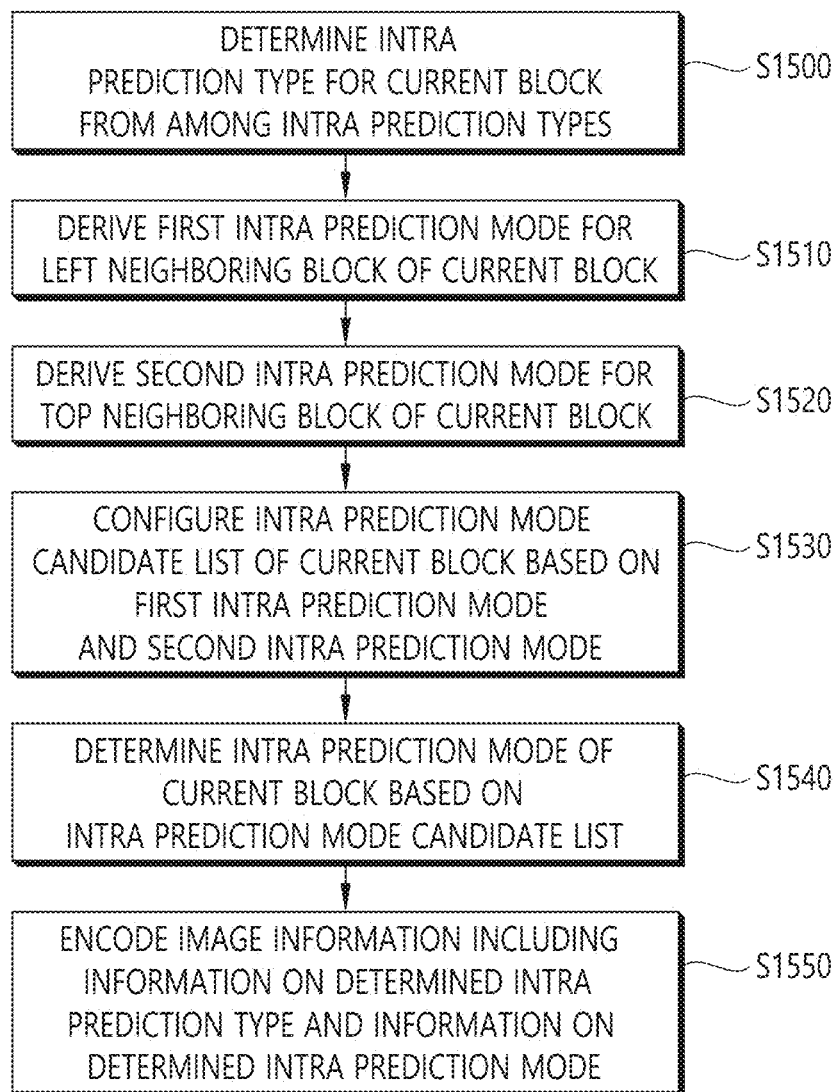 DETERMINE INTRA
PREDICTION TYPE FOR CURRENT BLOCK
FROM AMONG INTRA PREDICTION TYPES
S1500
DERIVE FIRST INTRA PREDICTION MODE FOR
LEFT NEIGHBORING BLOCK OF CURRENT BLOCK
S1510
DERIVE SECOND INTRA PREDICTION MODE FOR
TOP NEIGHBORING BLOCK OF CURRENT BLOCK
S1520
CONFIGURE INTRA PREDICTION MODE
CANDIDATE LIST OF CURRENT BLOCK BASED ON
FIRST INTRA PREDICTION MODE
AND SECOND INTRA PREDICTION MODE
S1530
DETERMINE INTRA PREDICTION MODE OF
CURRENT BLOCK BASED ON
INTRA PREDICTION MODE CANDIDATE LIST
S1540
ENCODE IMAGE INFORMATION INCLUDING
INFORMATION ON DETERMINED INTRA
PREDICTION TYPE AND INFORMATION ON
DETERMINED INTRA PREDICTION MODE
S1550